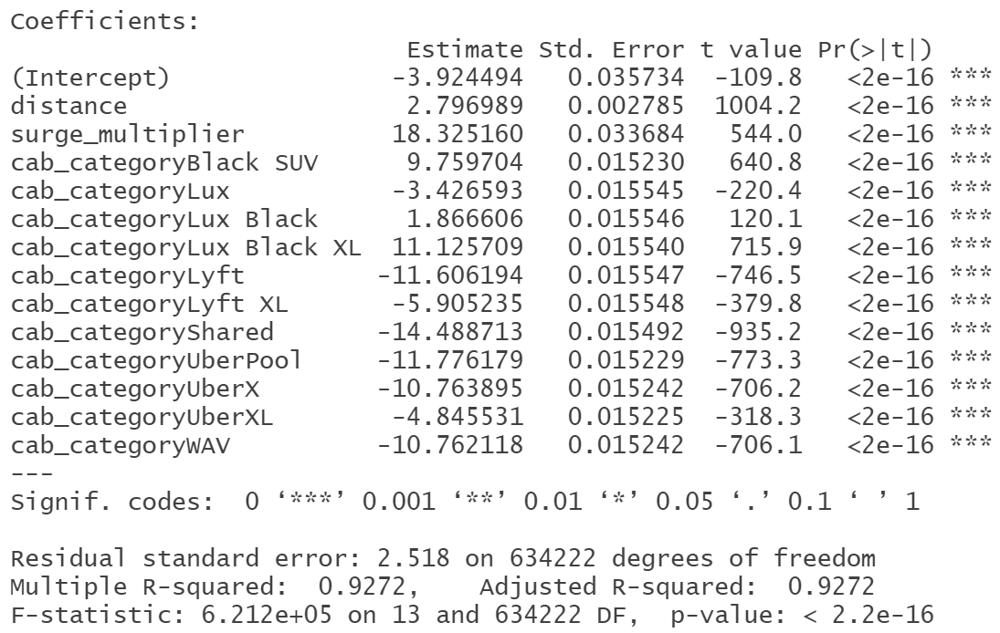 Coefficients:
                       Estimate Std. Error t value Pr(>|t|)
(Intercept)           -3.924494   0.035734  -109.8   <2e-16 ***
distance               2.796989   0.002785  1004.2   <2e-16 ***
surge_multiplier      18.325160   0.033684   544.0   <2e-16 ***
cab_categoryBlack SUV   9.759704   0.015230   640.8   <2e-16 ***
cab_categoryLux       -3.426593   0.015545  -220.4   <2e-16 ***
cab_categoryLux Black   1.866606   0.015546   120.1   <2e-16 ***
cab_categoryLux Black XL  11.125709   0.015540   715.9   <2e-16 ***
cab_categoryLyft     -11.606194   0.015547  -746.5   <2e-16 ***
cab_categoryLyft XL   -5.905235   0.015548  -379.8   <2e-16 ***
cab_categoryShared   -14.488713   0.015492  -935.2   <2e-16 ***
cab_categoryUberPool -11.776179   0.015229  -773.3   <2e-16 ***
cab_categoryUberX    -10.763895   0.015242  -706.2   <2e-16 ***
cab_categoryUberXL    -4.845531   0.015225  -318.3   <2e-16 ***
cab_categoryWAV      -10.762118   0.015242  -706.1   <2e-16 ***
---
Signif. codes:  0 ‘***’ 0.001 ‘**’ 0.01 ‘*’ 0.05 ‘.’ 0.1 ‘ ’ 1
Residual standard error: 2.518 on 634222 degrees of freedom
Multiple R-squared:  0.9272,    Adjusted R-squared:  0.9272
F-statistic: 6.212e+05 on 13 and 634222 DF,  p-value: < 2.2e-16